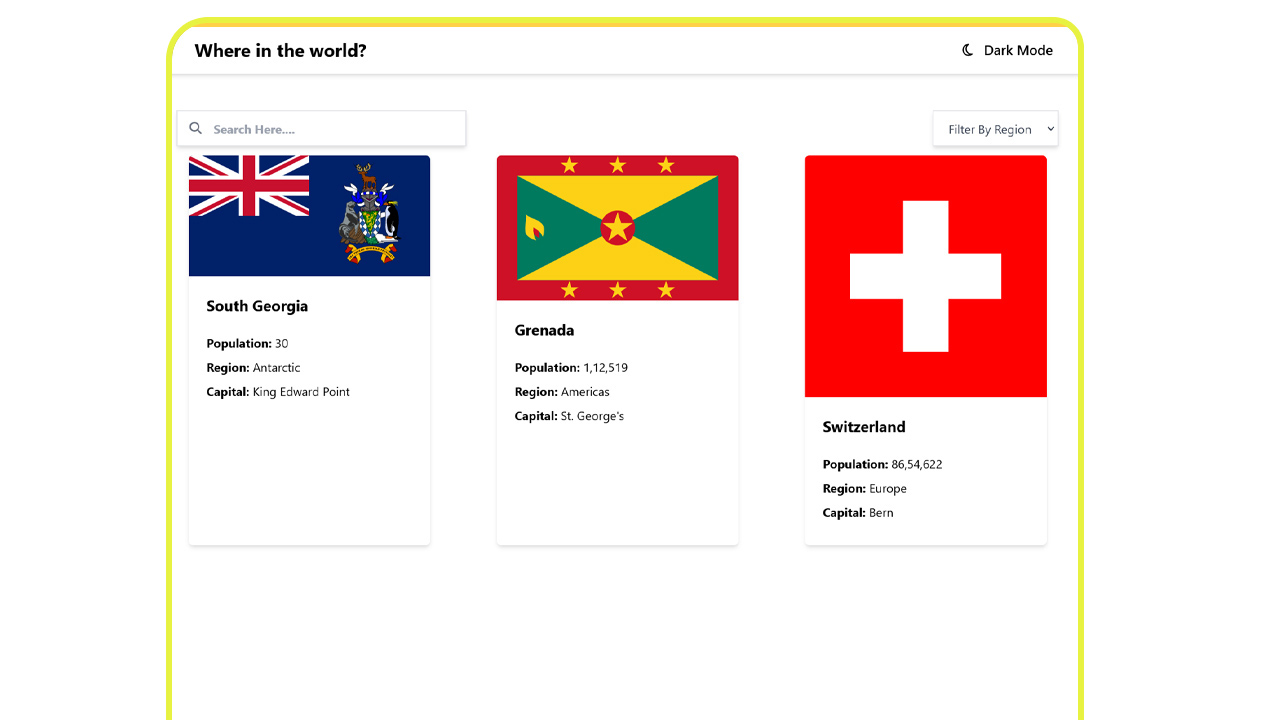 Where in the world?
Dark Mode
Search Here....
Filter By Region
South Georgia
Population: 30
Region: Antarctic
Capital: King Edward Point
Grenada
Population: 1,12,519
Region: Americas
Capital: St. George's
Switzerland
Population: 86,54,622
Region: Europe
Capital: Bern